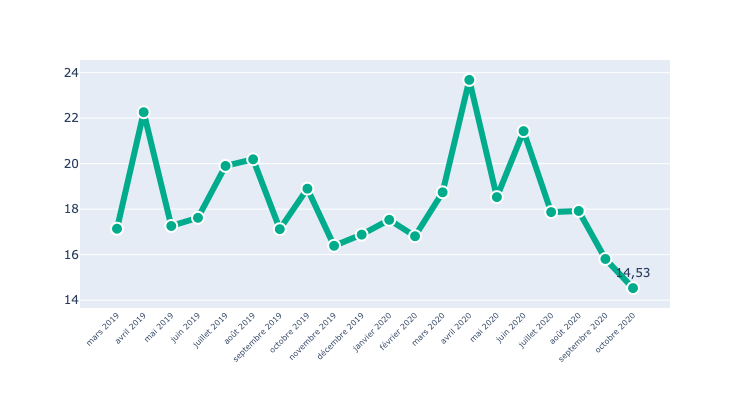 24
22
20
18
16
14
14,53
mars 2019
avril 2019
mai 2019
juin 2019
juillet 2019
août 2019
septembre 2019
octobre 2019
novembre 2019
décembre 2019
janvier 2020
février 2020
mars 2020
avril 2020
mai 2020
juin 2020
juillet 2020
août 2020
septembre 2020
octobre 2020